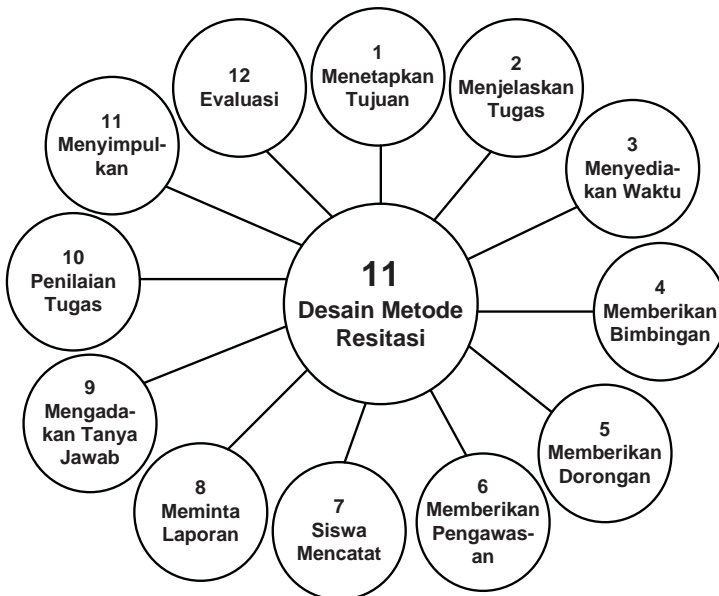 11
Desain Metode
Resitasi
1
Menetapkan
Tujuan
2
Menjelaskan
Tugas
3
Menyedia-
kan Waktu
4
Memberikan
Bimbingan
5
Memberikan
Dorongan
6
Memberikan
Pengawas-
an
7
Siswa
Mencatat
8
Meminta
Laporan
9
Mengada-
kan Tanya
Jawab
10
Penilaian
Tugas
11
Menyimpul-
kan
12
Evaluasi